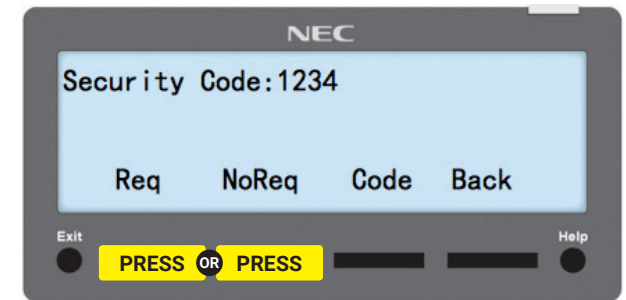 NEC
Security Code:1234
Req NoReq Code Back
Exit Help
PRESS OR PRESS